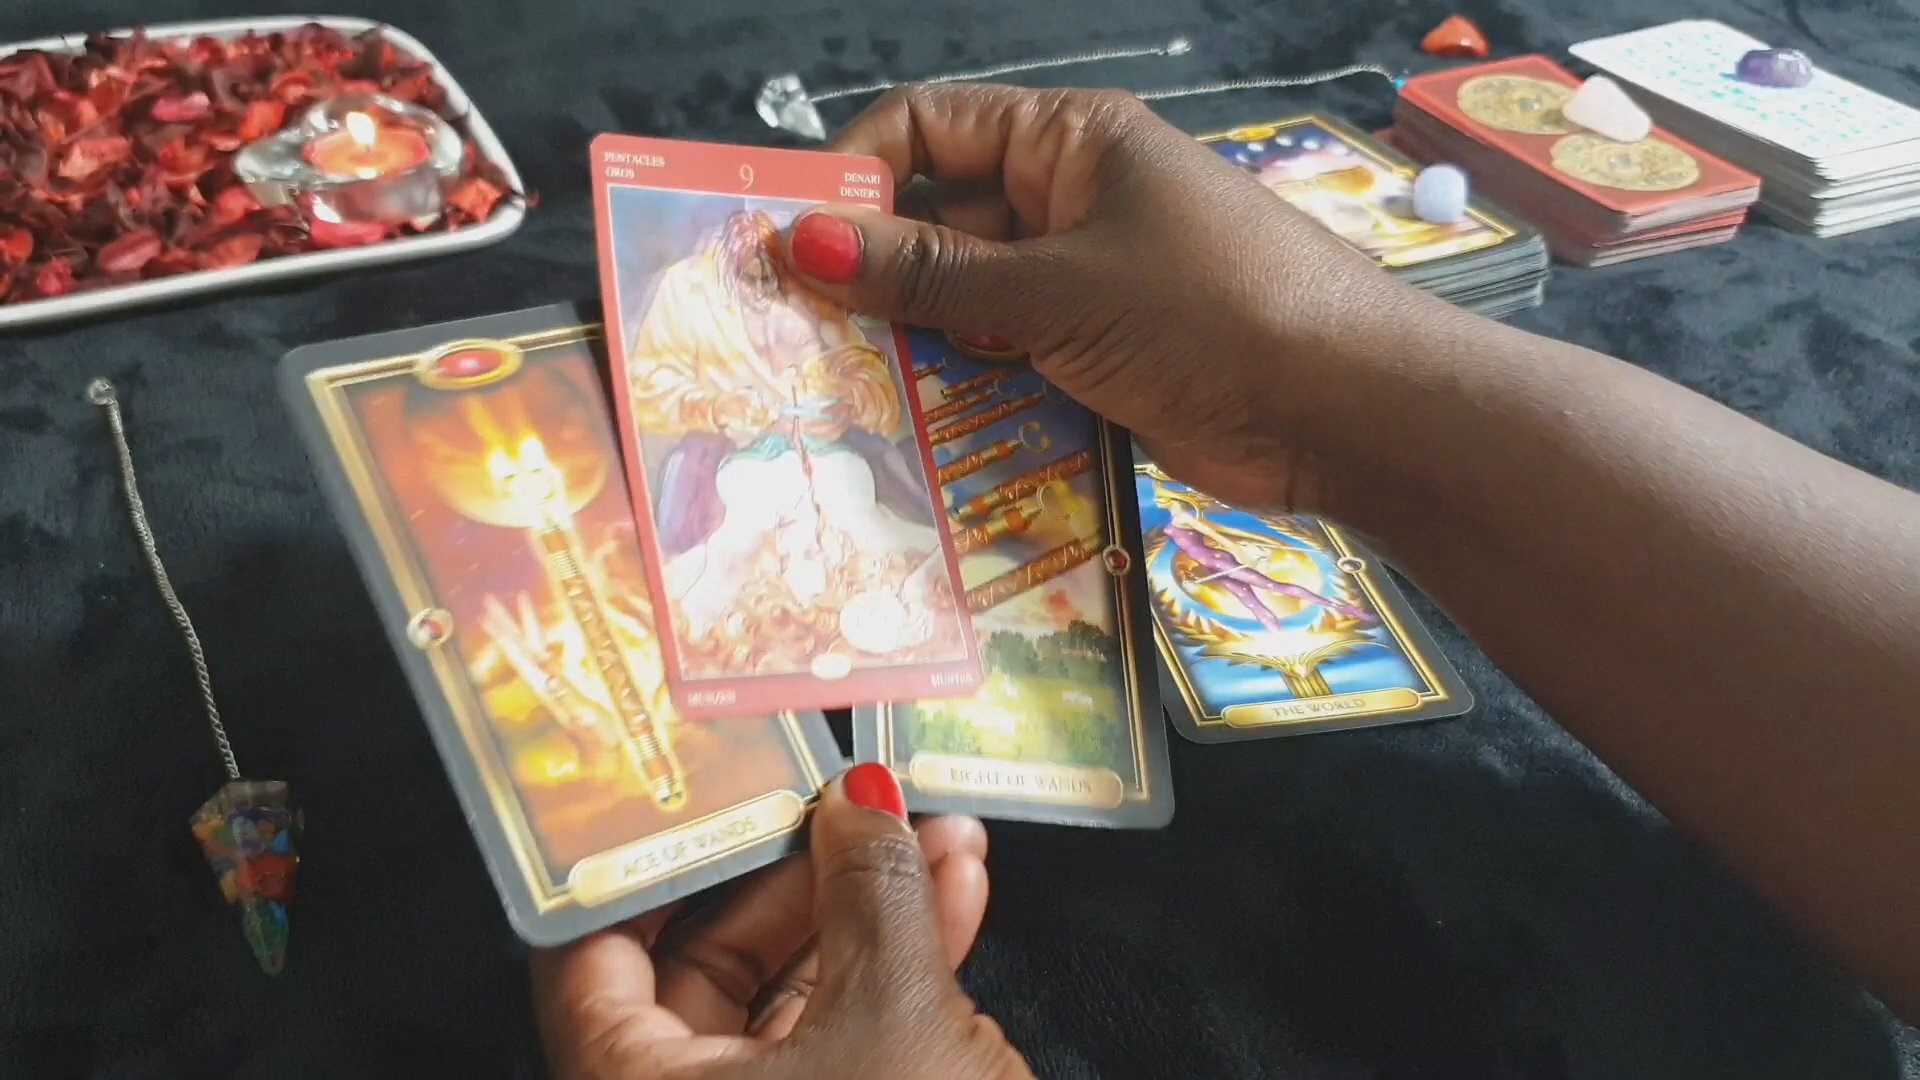 PENTACLES
OROS
9
DENARI
DENIERS
ACE OF WANDS
EIGHT OF WANDS
THE WORLD